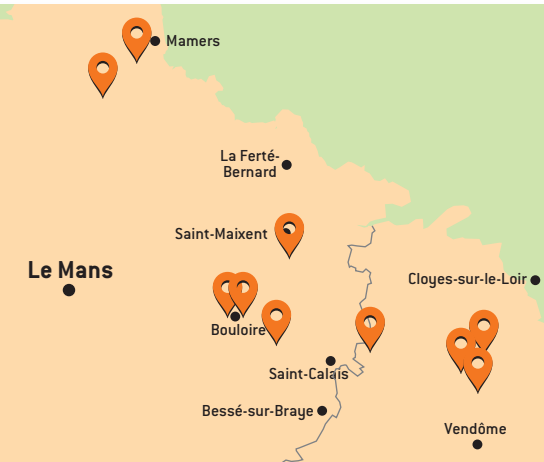 Mamers
La Ferté-
Bernard
Saint-Maixent
Le Mans
Cloyes-sur-le-Loir
Bouloire
Saint-Calais
Bessé-sur-Braye
Vendôme